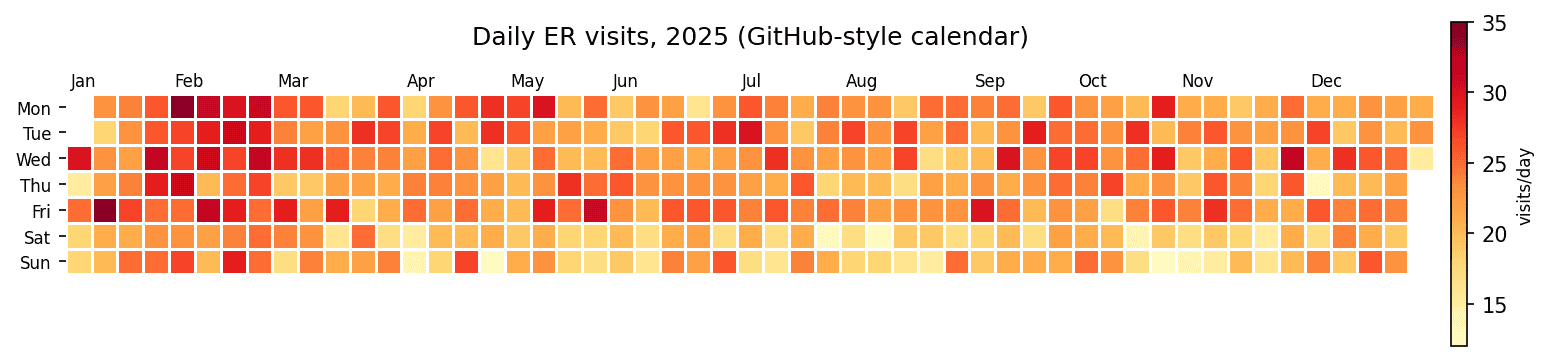 Daily ER visits, 2025 (GitHub-style calendar)
Jan Feb Mar Apr May Jun Jul Aug Sep Oct Nov Dec
Mon
Tue
Wed
Thu
Fri
Sat
Sun
35
30
25
20
15
visits/day